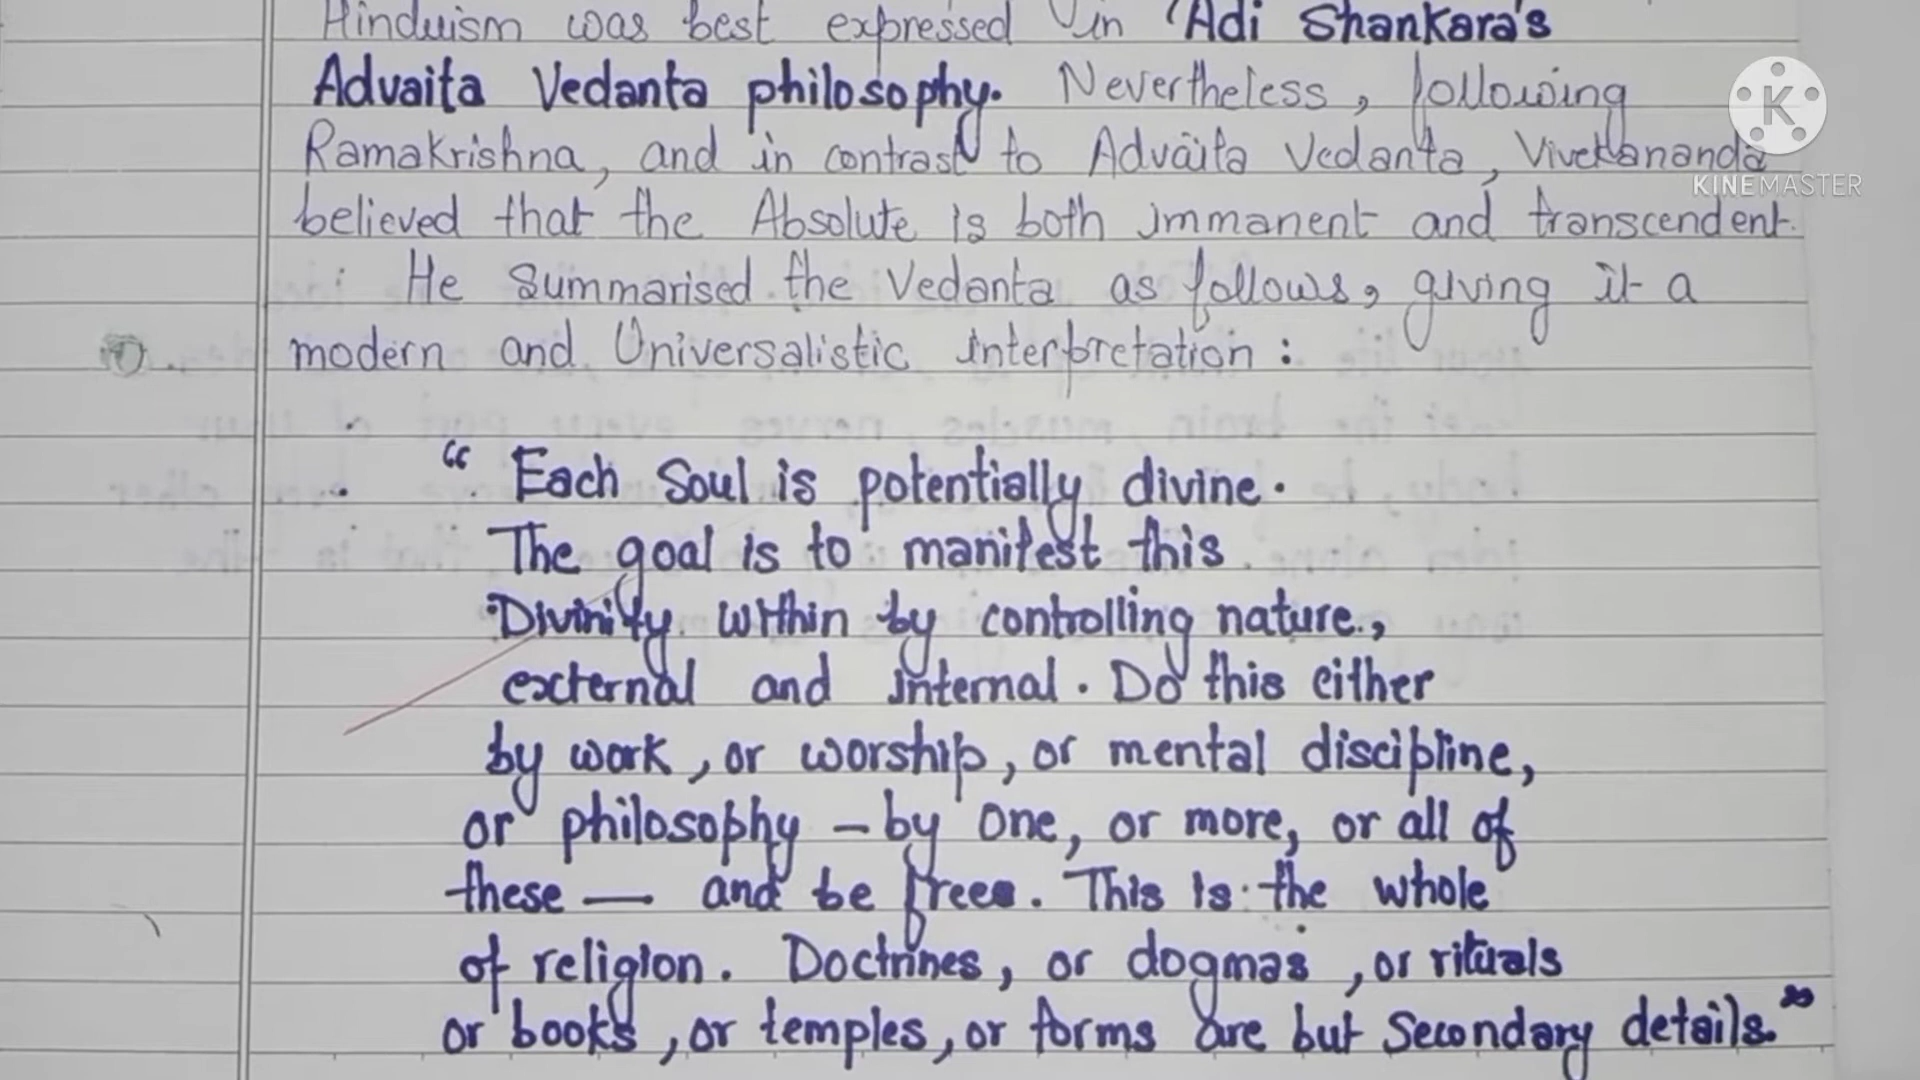 Hinduism was best expressed in 'Adi Shankara's
Advaita Vedanta philosophy. Nevertheless, following
Ramakrishna, and in contrast to Advaita Vedanta, Vivekananda
believed that the Absolute is both immanent and transcendent.
He summarised the Vedanta as follows, giving it a
modern and Universalistic interpretation :
“ Each Soul is potentially divine.
The goal is to manifest this
Divinity within by controlling nature.,
external and internal. Do this either
by work, or worship, or mental discipline,
or philosophy – by one, or more, or all of
these — and be free. This is the whole
of religion. Doctrines, or dogmas, or rituals
or books, or temples, or forms are but Secondary details.”
K
KINEMASTER